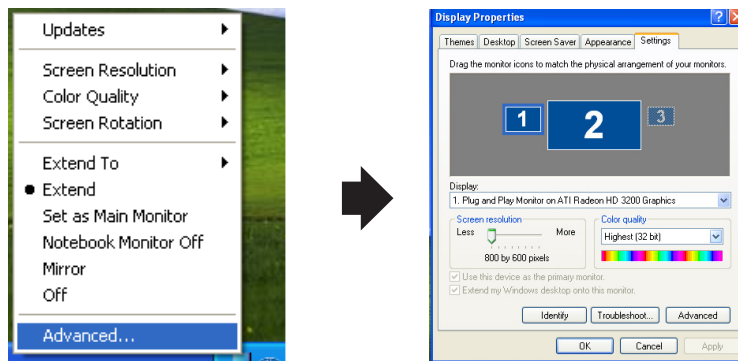 Updates
Screen Resolution
Color Quality
Screen Rotation
Extend To
Extend
Set as Main Monitor
Notebook Monitor Off
Mirror
Off
Advanced...
Display Properties
Themes Desktop Screen Saver Appearance Settings
Drag the monitor icons to match the physical arrangement of your monitors.
1 2 3
Display:
1. Plug and Play Monitor on ATI Radeon HD 3200 Graphics
Screen resolution
Less More
800 by 600 pixels
Color quality
Highest (32 bit)
Use this device as the primary monitor.
Extend my Windows desktop onto this monitor.
Identify Troubleshoot... Advanced
OK Cancel Apply